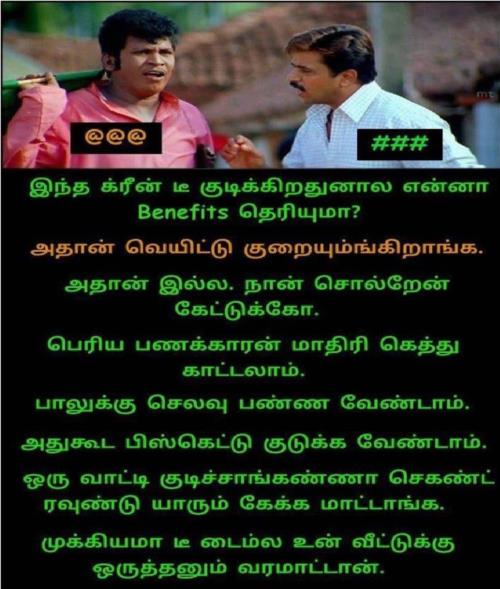 @@@
###
இந்த க்ரீன் டீ குடிக்கிறதுனால என்னா
Benefits தெரியுமா?
அதான் வெயிட்டு குறையும்ங்கிறாங்க.
அதான் இல்ல. நான் சொல்றேன்
கேட்டுக்கோ.
பெரிய பணக்காரன் மாதிரி கெத்து
காட்டலாம்.
பாலுக்கு செலவு பண்ண வேண்டாம்.
அதுகூட பிஸ்கெட்டு குடுக்க வேண்டாம்.
ஒரு வாட்டி குடிச்சாங்கண்ணா செகண்ட்
ரவுண்டு யாரும் கேக்க மாட்டாங்க.
முக்கியமா டீ டைம்ல உன் வீட்டுக்கு
ஒருத்தனும் வரமாட்டான்.